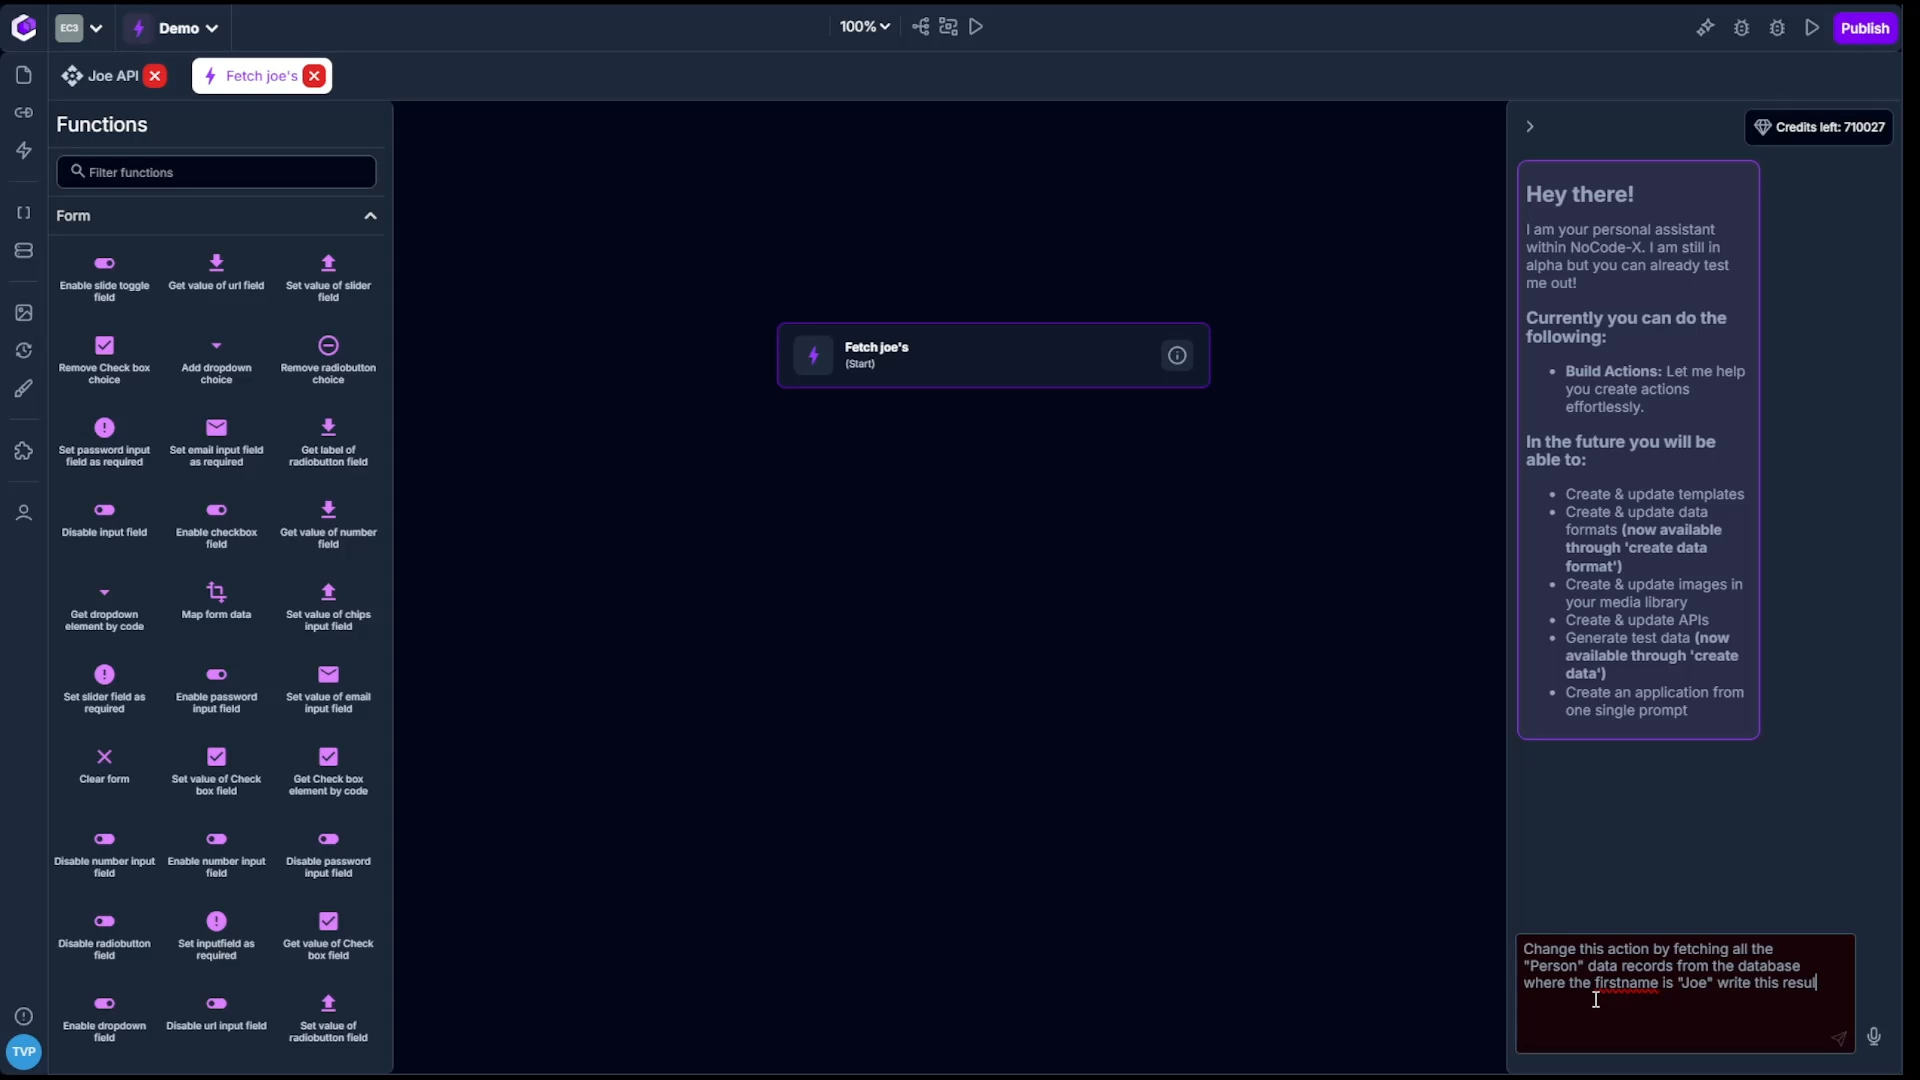 EC3
Demo
100%
Publish
Joe API
Fetch joe's
Functions
Filter functions
Form
Enable slide toggle
field
Get value of url field
Set value of slider
field
Remove Check box
choice
Add dropdown
choice
Remove radiobutton
choice
Set password input
field as required
Set email input field
as required
Get label of
radiobutton field
Disable input field
Enable checkbox
field
Get value of number
field
Get dropdown
element by code
Map form data
Set value of chips
input field
Set slider field as
required
Enable password
input field
Set value of email
input field
Clear form
Set value of Check
box field
Get Check box
element by code
Disable number input
field
Enable number input
field
Disable password
input field
Disable radiobutton
field
Set inputfield as
required
Get value of Check
box field
Enable dropdown
field
Disable url input field
Set value of
radiobutton field
TVP
Fetch joe's
(Start)
Credits left: 710027
Hey there!
I am your personal assistant
within NoCode-X. I am still in
alpha but you can already test
me out!
Currently you can do the
following:
• Build Actions: Let me help
you create actions
effortlessly.
In the future you will be
able to:
• Create & update templates
• Create & update data
formats (now available
through 'create data
format')
• Create & update images in
your media library
• Create & update APIs
• Generate test data (now
available through 'create
data')
• Create an application from
one single prompt
Change this action by fetching all the
"Person" data records from the database
where the firstname is "Joe" write this resul